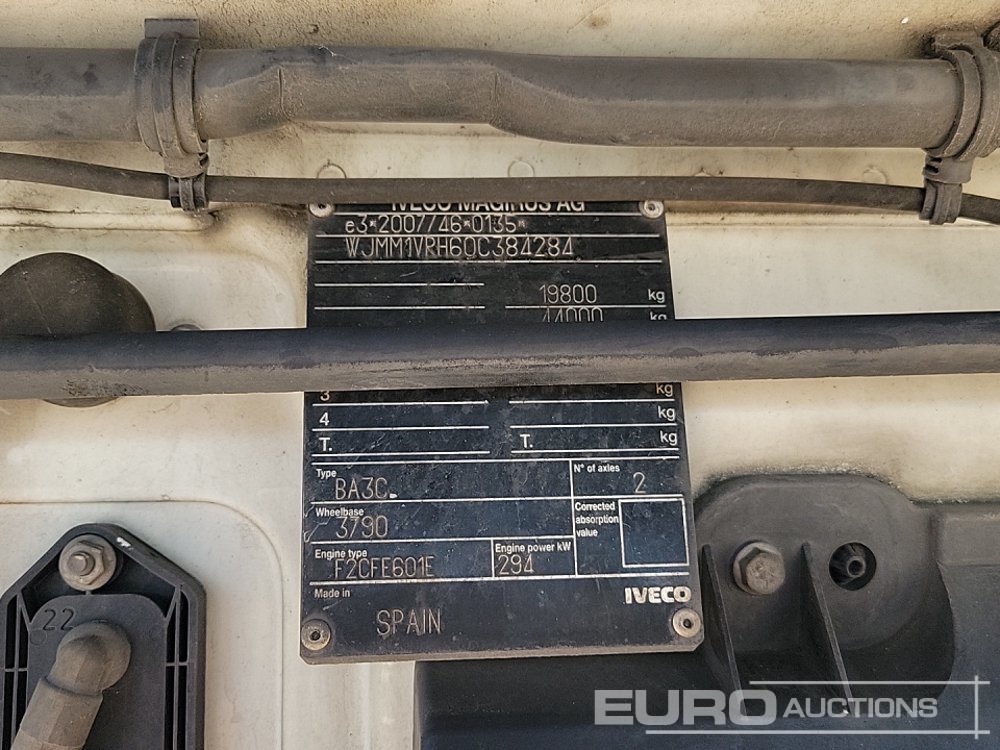 IVECO MAGIRUS AG
e3*2007/46*0135*
WJMM1VRH60C384284
19800 kg
44000 kg
3 kg
4 kg
T. T. kg
Type
BA3C
N° of axles
2
Wheelbase
3790
Corrected absorption value
Engine type
F2CFE601E
Engine power kW
294
Made in
SPAIN
IVECO
22
EURO AUCTIONS